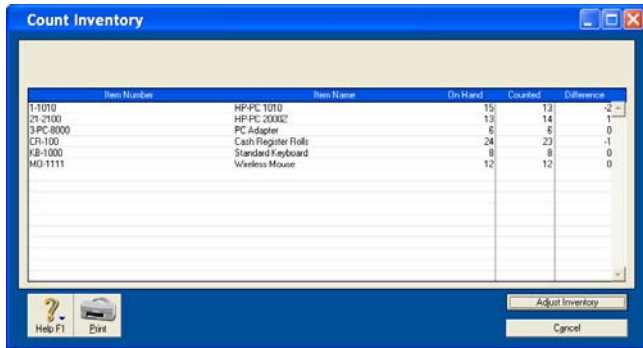 Count Inventory
Item Number Item Name On Hand Counted Difference
1-1010 HP-PC 1010 15 13 -2
21-2100 HP-PC 2000Z 13 14 1
3-PC-8000 PC Adapter 6 6 0
CR-100 Cash Register Rolls 24 23 -1
KB-1000 Standard Keyboard 8 8 0
MO-1111 Wireless Mouse 12 12 0
Help F1 Print
Adjust Inventory
Cancel